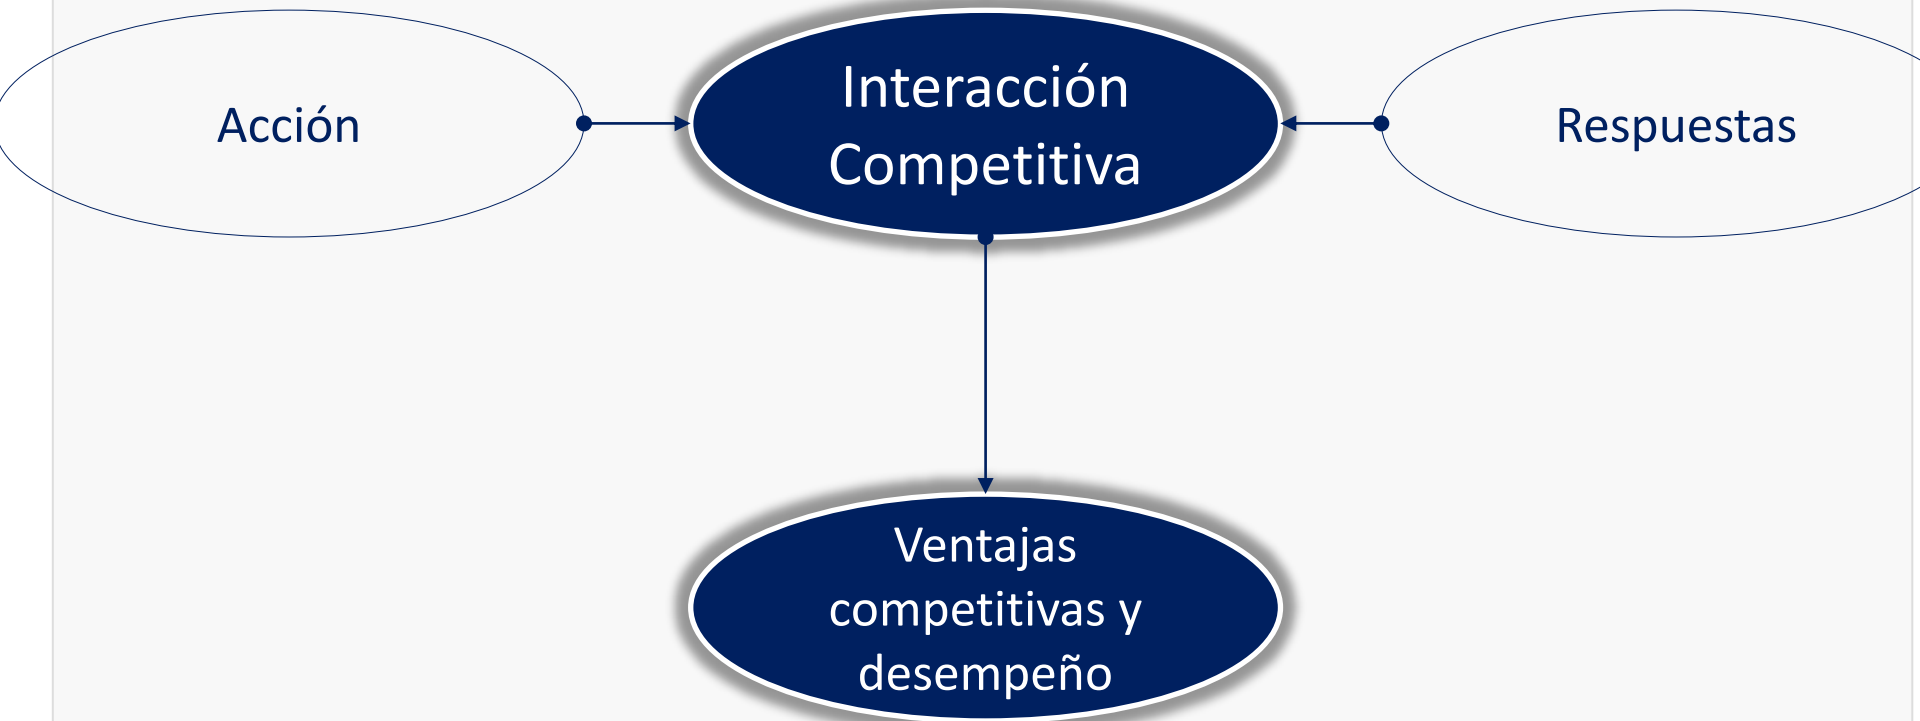 Acción
Interacción
Competitiva
Respuestas
Ventajas
competitivas y
desempeño